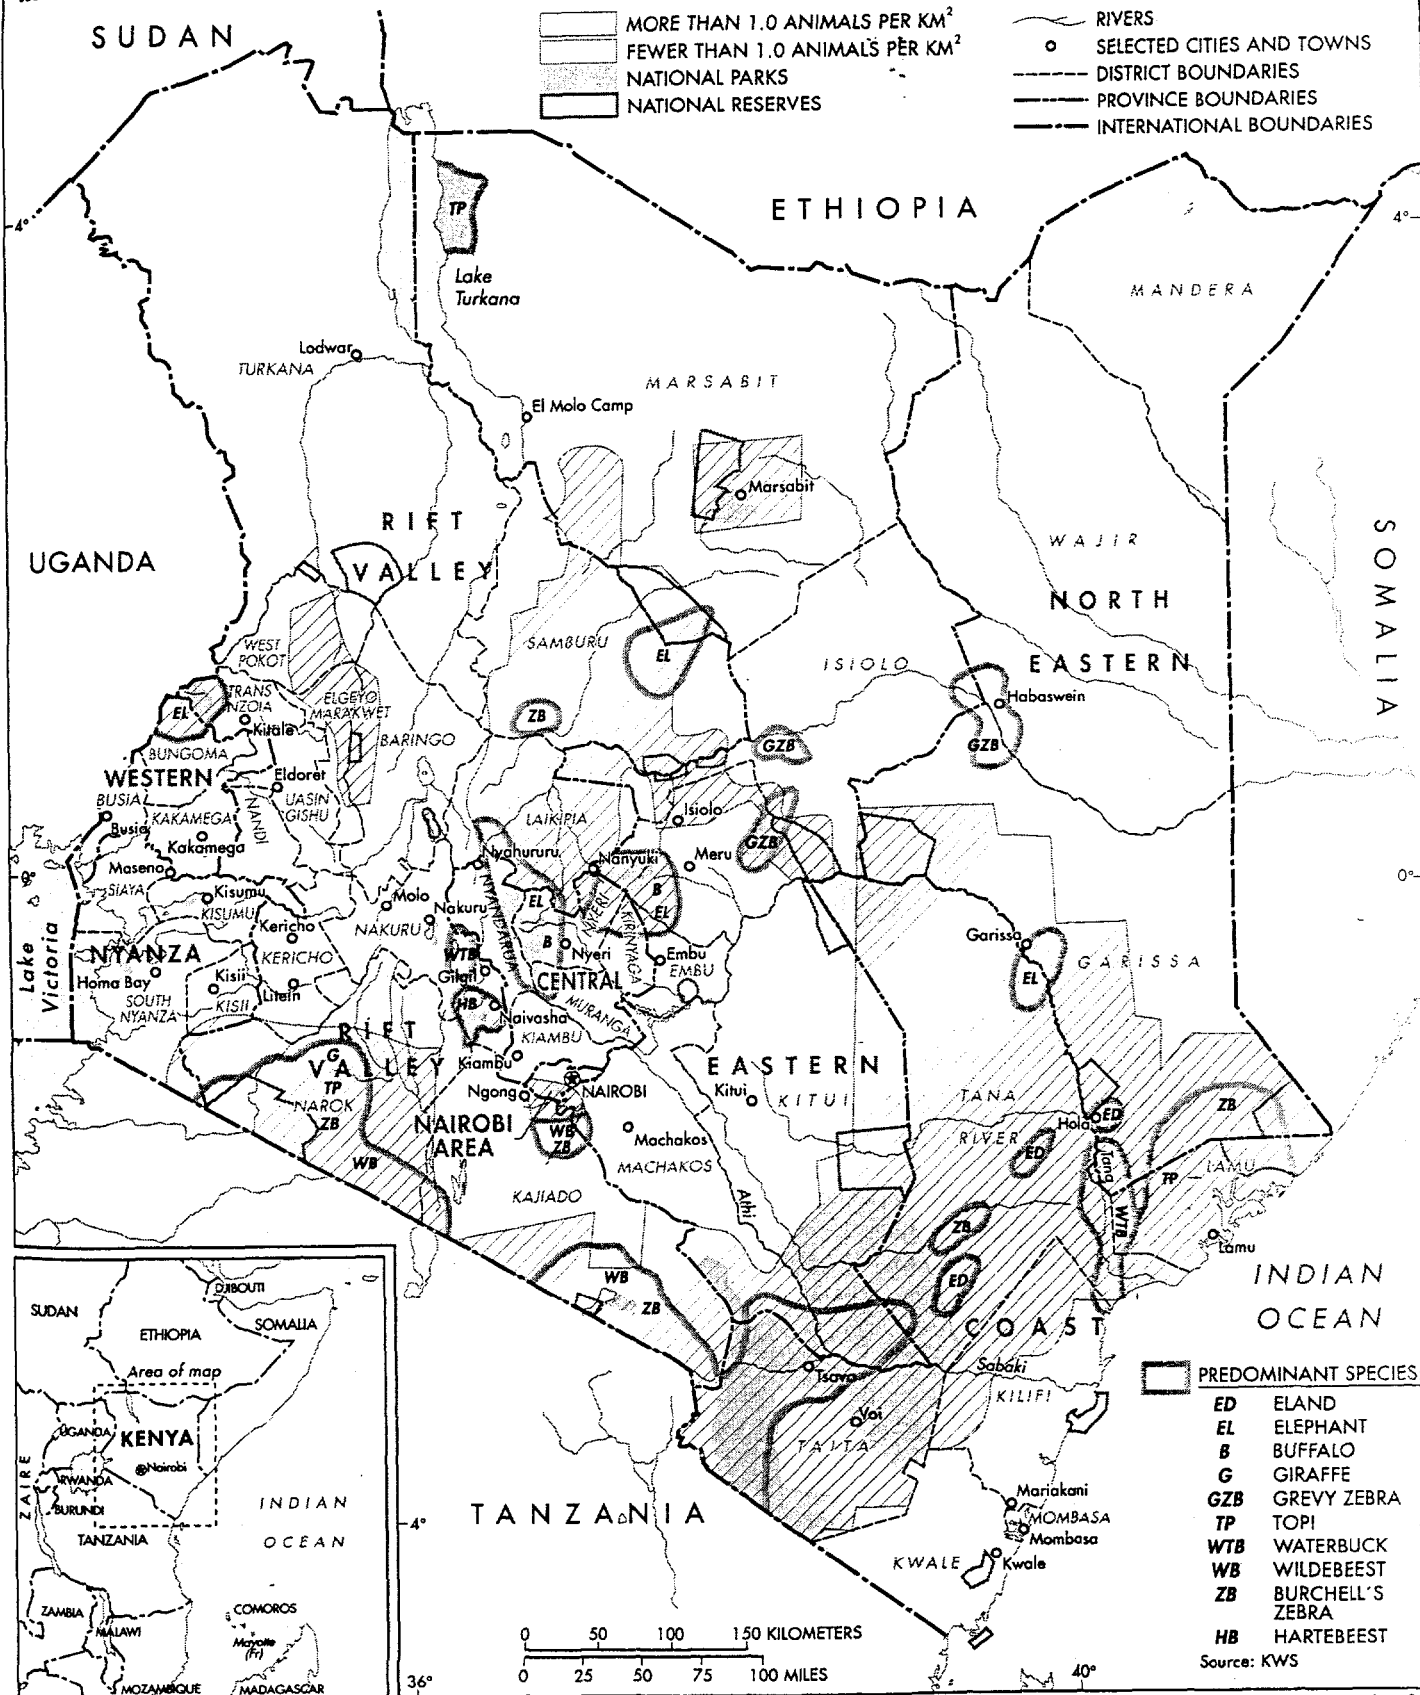 MORE THAN 1.0 ANIMALS PER KM²
FEWER THAN 1.0 ANIMALS PER KM²
NATIONAL PARKS
NATIONAL RESERVES
RIVERS
SELECTED CITIES AND TOWNS
DISTRICT BOUNDARIES
PROVINCE BOUNDARIES
INTERNATIONAL BOUNDARIES
SUDAN
ETHIOPIA
4°
4°
TP
Lake
Turkana
MANDERA
Lodwar
TURKANA
MARSABIT
El Molo Camp
Marsabit
RIFT
VALLEY
UGANDA
WAJIR
SOMALIA
NORTH
EASTERN
WEST
POKOT
SAMBURU
EL
ISIOLO
Habaswein
TRANS
NZOIA
EL
ELGEYO
MARAKWET
ZB
Kitale
BARINGO
GZB
GZB
BUNGOMA
WESTERN
Eldoret
BUSIA
UASIN
GISHU
NANDI
Busia
KAKAMEGA
Kakamega
LAIKIPIA
Isiolo
GZB
Nyahururu
Nanyuki
Meru
Maseno
0°
0°
SIAYA
Kisumu
KISUMU
Molo
Nakuru
NAKURU
NYANDARUA
EL
NYERI
B
EL
KIRINYAGA
Kericho
KERICHO
Garissa
GARISSA
Lake
Victoria
NYANZA
WTB
B
Nyeri
Embu
EMBU
EL
Homa Bay
Kisii
KISII
Litein
Gilgil
CENTRAL
SOUTH
NYANZA
HB
Naivasha
MURANGA
KIAMBU
RIFT
VALLEY
G
TP
NAROK
ZB
WB
Kiambu
Ngong
NAIROBI
NAIROBI
AREA
WB
ZB
EASTERN
Kitui
KITUI
TANA
RIVER
Hola
ED
ED
ZB
Machakos
MACHAKOS
Tana
TP
LAMU
KAJIADO
Athi
WTB
ZB
Lamu
WB
ZB
ED
COAST
INDIAN
OCEAN
Tsavo
Sabaki
KILIFI
Voi
TAITA
TANZANIA
Mariakani
MOMBASA
Mombasa
KWALE
Kwale
4°
36°
40°
0 50 100 150 KILOMETERS
0 25 50 75 100 MILES
PREDOMINANT SPECIES
ED ELAND
EL ELEPHANT
B BUFFALO
G GIRAFFE
GZB GREVY ZEBRA
TP TOPI
WTB WATERBUCK
WB WILDEBEEST
ZB BURCHELL'S
ZEBRA
HB HARTEBEEST
Source: KWS
SUDAN
DJIBOUTI
ETHIOPIA
SOMALIA
Area of map
UGANDA
KENYA
Nairobi
ZAIRE
RWANDA
BURUNDI
TANZANIA
INDIAN
OCEAN
ZAMBIA
MALAWI
COMOROS
Mayotte
(Fr)
MOZAMBIQUE
MADAGASCAR